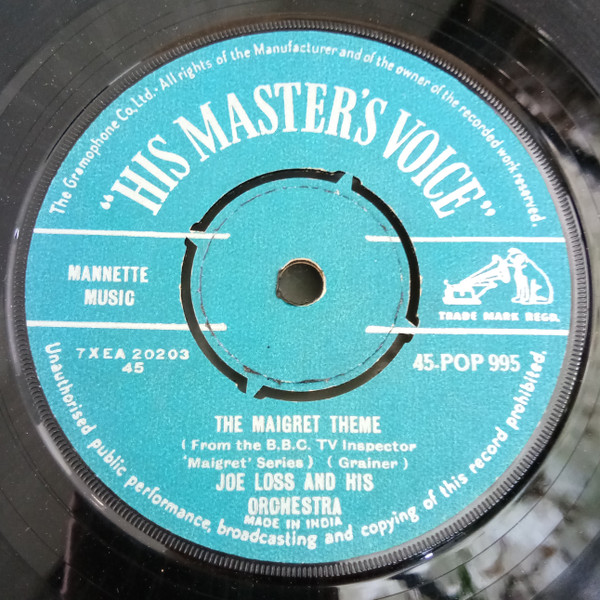 The Gramophone Co. Ltd. All rights of the Manufacturer and of the owner of the recorded work reserved.
"HIS MASTER'S VOICE"
MANNETTE
MUSIC
TRADE MARK REGD.
7XEA 20203
45
45-POP 995
THE MAIGRET THEME
( From the B.B.C. TV Inspector
'Maigret' Series ) ( Grainer )
JOE LOSS AND HIS
ORCHESTRA
MADE IN INDIA
Unauthorised public performance, broadcasting and copying of this record prohibited.